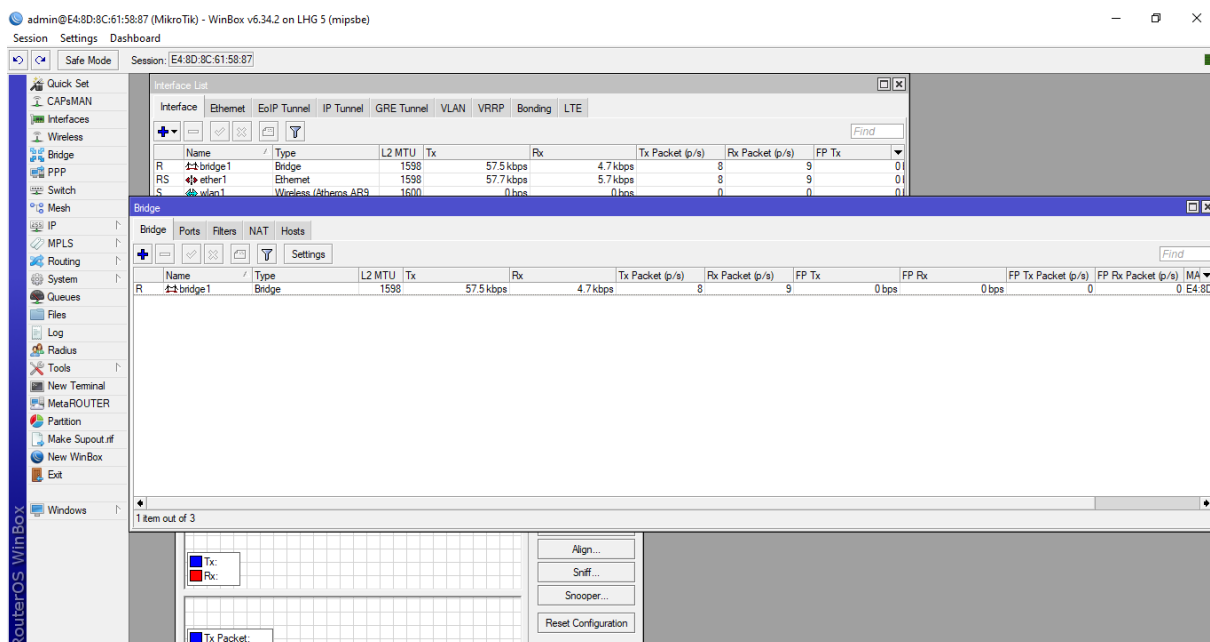 admin@E4:8D:8C:61:58:87 (MikroTik) - WinBox v6.34.2 on LHG 5 (mipsbe)
Session Settings Dashboard
Safe Mode Session: E4:8D:8C:61:58:87
Quick Set
CAPsMAN
Interfaces
Wireless
Bridge
PPP
Switch
Mesh
IP
MPLS
Routing
System
Queues
Files
Log
Radius
Tools
New Terminal
MetaROUTER
Partition
Make Supout.rif
New WinBox
Exit
Windows
RouterOS WinBox
Interface List
Interface Ethernet EoIP Tunnel IP Tunnel GRE Tunnel VLAN VRRP Bonding LTE
Find
Name / Type L2 MTU Tx Rx Tx Packet (p/s) Rx Packet (p/s) FP Tx
R bridge1 Bridge 1598 57.5 kbps 4.7 kbps 8 9 0
RS ether1 Ethernet 1598 57.7 kbps 5.7 kbps 8 9 0
S wlan1 Wireless (Atheros AR9 1600 0 bps 0 bps 0 0 0
Bridge
Bridge Ports Filters NAT Hosts
Settings Find
Name / Type L2 MTU Tx Rx Tx Packet (p/s) Rx Packet (p/s) FP Tx FP Rx FP Tx Packet (p/s) FP Rx Packet (p/s) MA
R bridge1 Bridge 1598 57.5 kbps 4.7 kbps 8 9 0 bps 0 bps 0 0 E4:8D
1 item out of 3
Tx:
Rx:
Tx Packet:
Align...
Sniff...
Snooper...
Reset Configuration